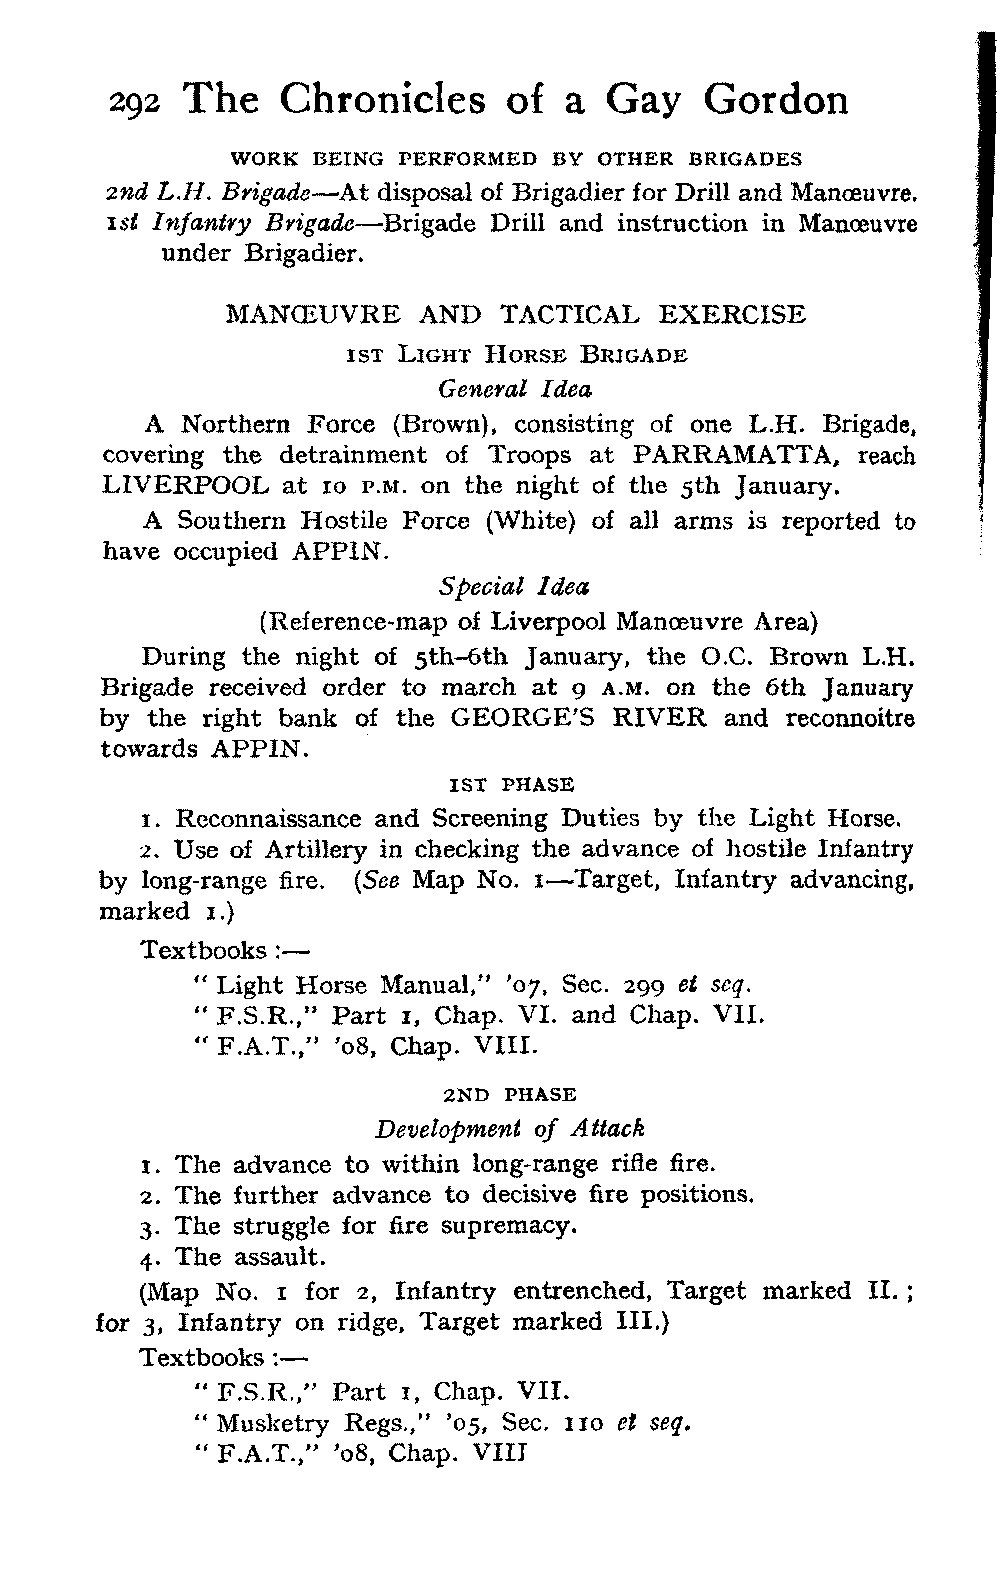 292 The Chronicles of a Gay Gordon
WORK BEING PERFORMED BY OTHER BRIGADES
2nd L.H. Brigade—At disposal of Brigadier for Drill and Manœuvre.
1st Infantry Brigade—Brigade Drill and instruction in Manœuvre
under Brigadier.
MANŒUVRE AND TACTICAL EXERCISE
1ST LIGHT HORSE BRIGADE
General Idea
A Northern Force (Brown), consisting of one L.H. Brigade,
covering the detrainment of Troops at PARRAMATTA, reach
LIVERPOOL at 10 P.M. on the night of the 5th January.
A Southern Hostile Force (White) of all arms is reported to
have occupied APPIN.
Special Idea
(Reference-map of Liverpool Manœuvre Area)
During the night of 5th–6th January, the O.C. Brown L.H.
Brigade received order to march at 9 A.M. on the 6th January
by the right bank of the GEORGE'S RIVER and reconnoitre
towards APPIN.
1ST PHASE
1. Reconnaissance and Screening Duties by the Light Horse.
2. Use of Artillery in checking the advance of hostile Infantry
by long-range fire. (See Map No. 1—Target, Infantry advancing,
marked 1.)
Textbooks :—
" Light Horse Manual," '07, Sec. 299 et seq.
" F.S.R.," Part 1, Chap. VI. and Chap. VII.
" F.A.T.," '08, Chap. VIII.
2ND PHASE
Development of Attack
1. The advance to within long-range rifle fire.
2. The further advance to decisive fire positions.
3. The struggle for fire supremacy.
4. The assault.
(Map No. 1 for 2, Infantry entrenched, Target marked II. ;
for 3, Infantry on ridge, Target marked III.)
Textbooks :—
" F.S.R.," Part 1, Chap. VII.
" Musketry Regs.," '05, Sec. 110 et seq.
" F.A.T.," '08, Chap. VIII